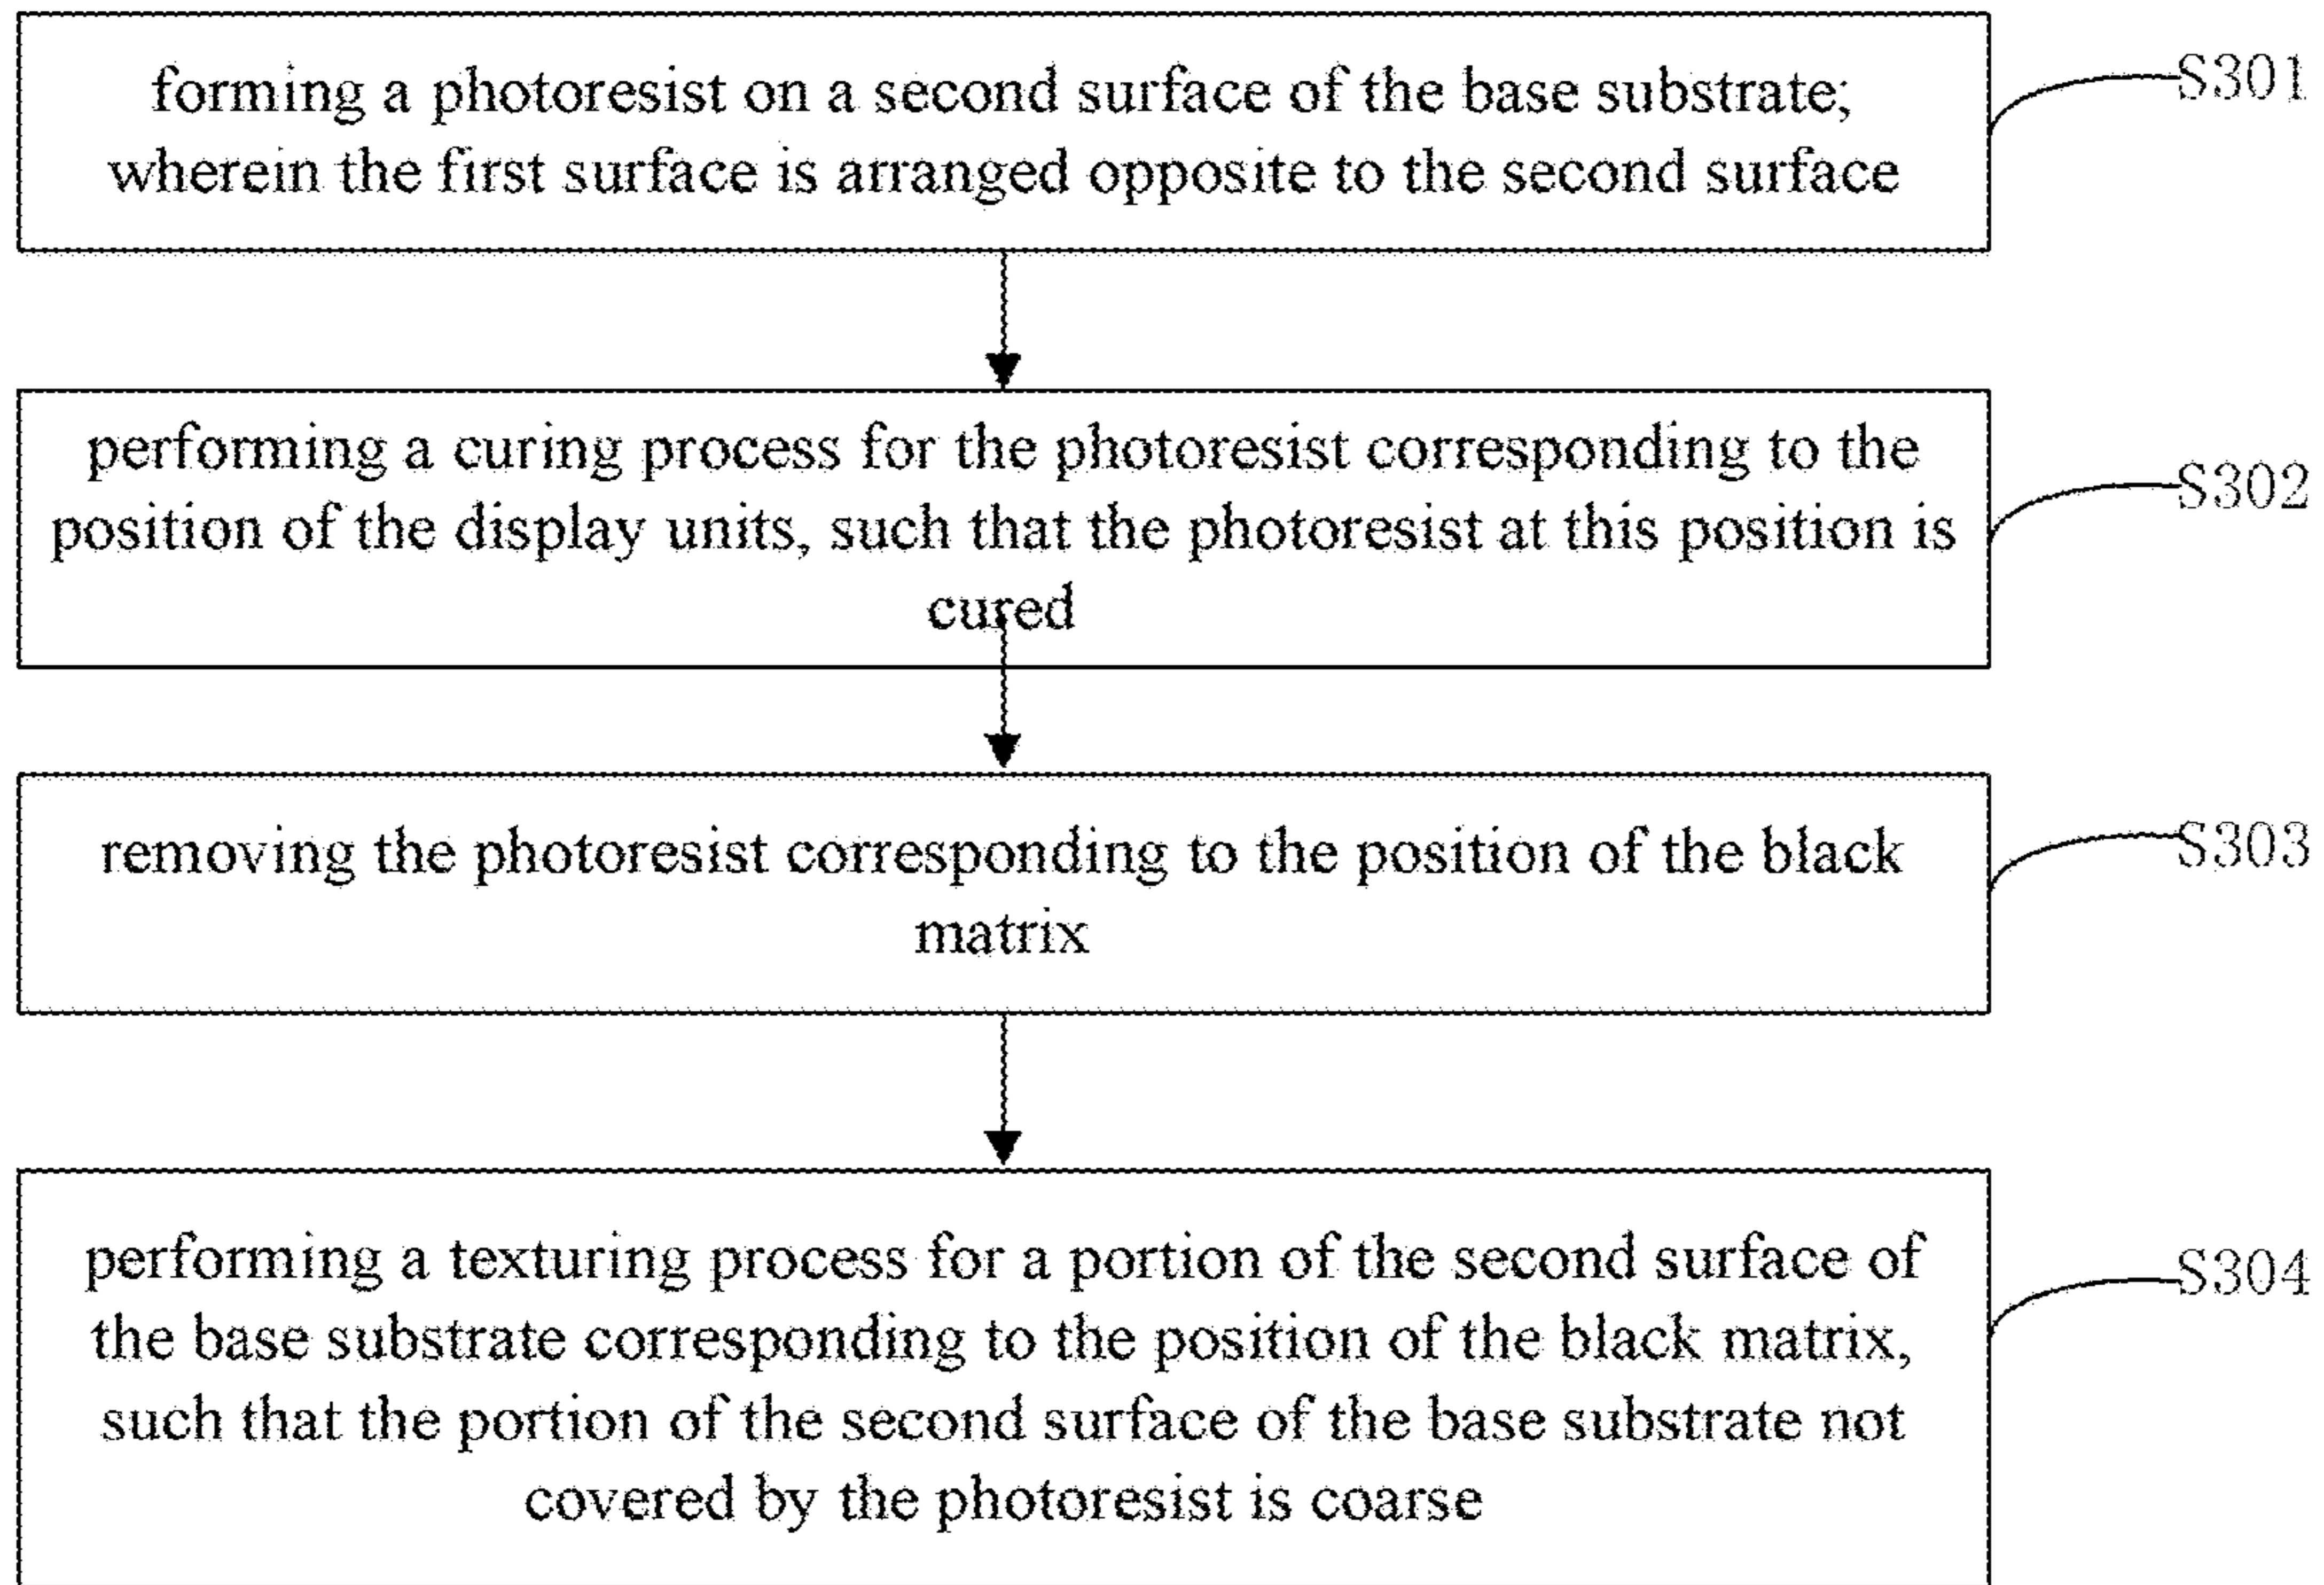 forming a photoresist on a second surface of the base substrate;
wherein the first surface is arranged opposite to the second surface
S301
performing a curing process for the photoresist corresponding to the
position of the display units, such that the photoresist at this position is
cured
S302
removing the photoresist corresponding to the position of the black
matrix
S303
performing a texturing process for a portion of the second surface of
the base substrate corresponding to the position of the black matrix,
such that the portion of the second surface of the base substrate not
covered by the photoresist is coarse
S304